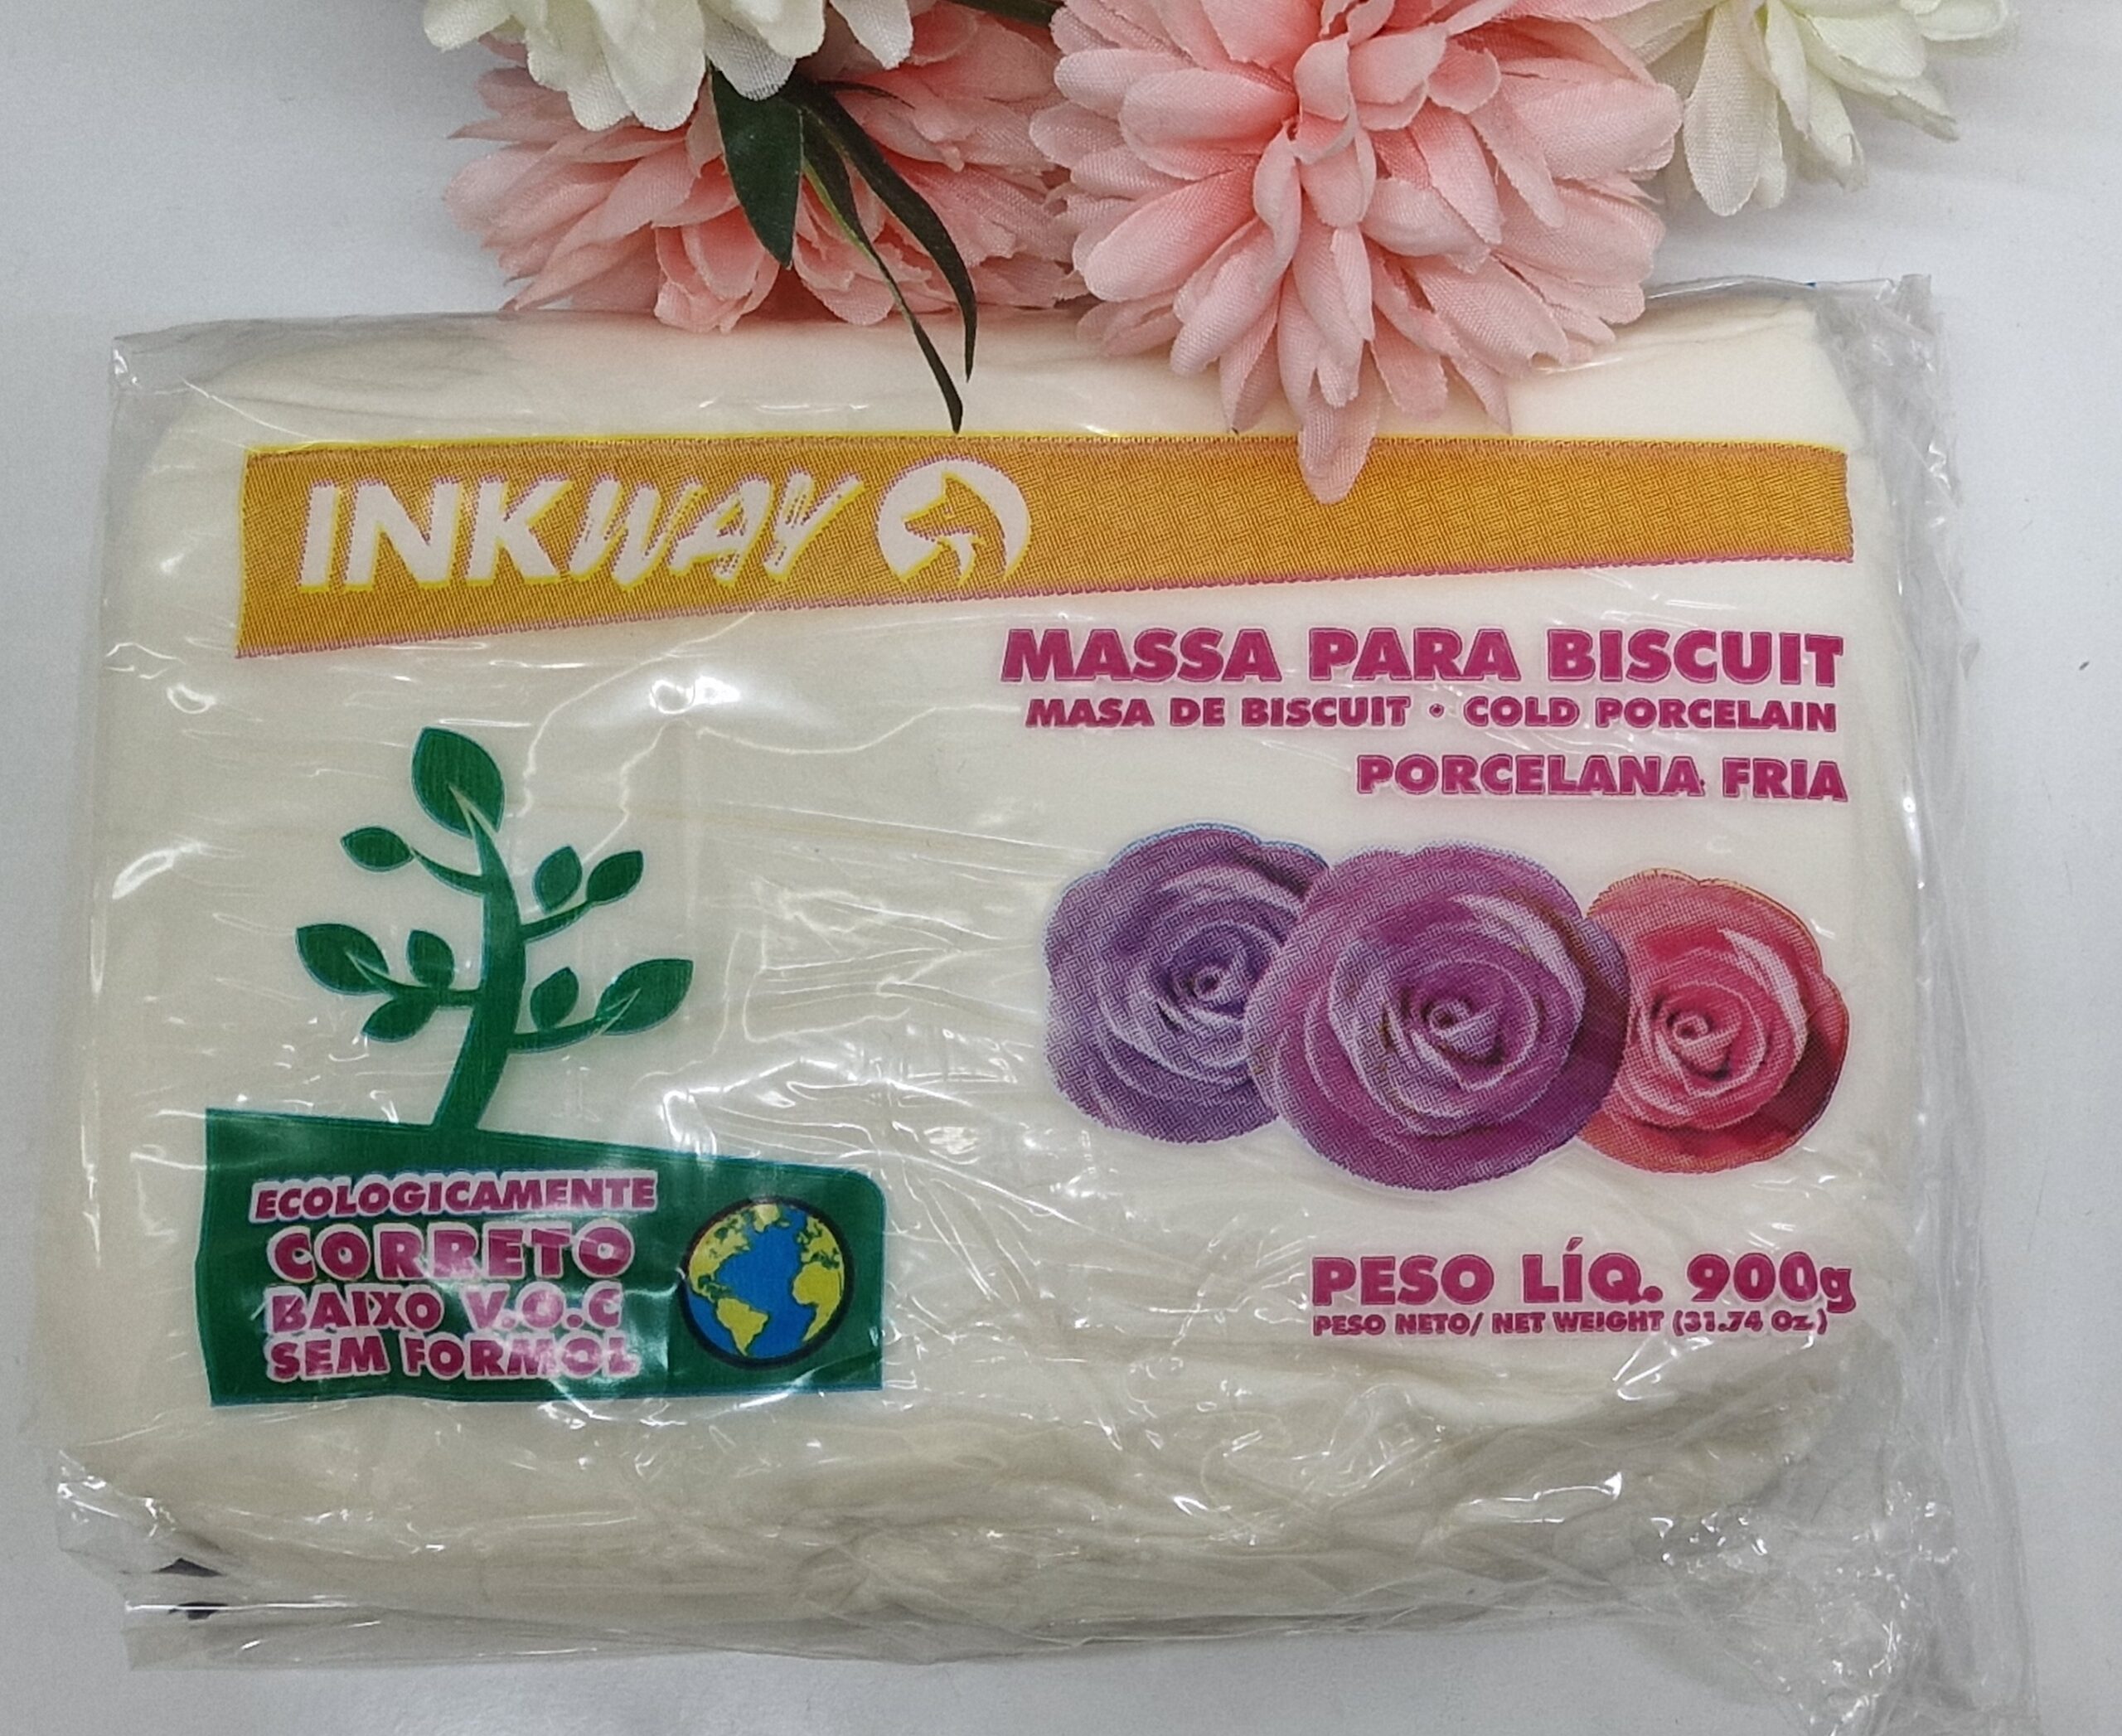 INKWAY
MASSA PARA BISCUIT
MASA DE BISCUIT • COLD PORCELAIN
PORCELANA FRIA
ECOLOGICAMENTE
CORRETO
BAIXO V.O.C
SEM FORMOL
PESO LÍQ. 900g
PESO NETO/ NET WEIGHT (31.74 Oz.)